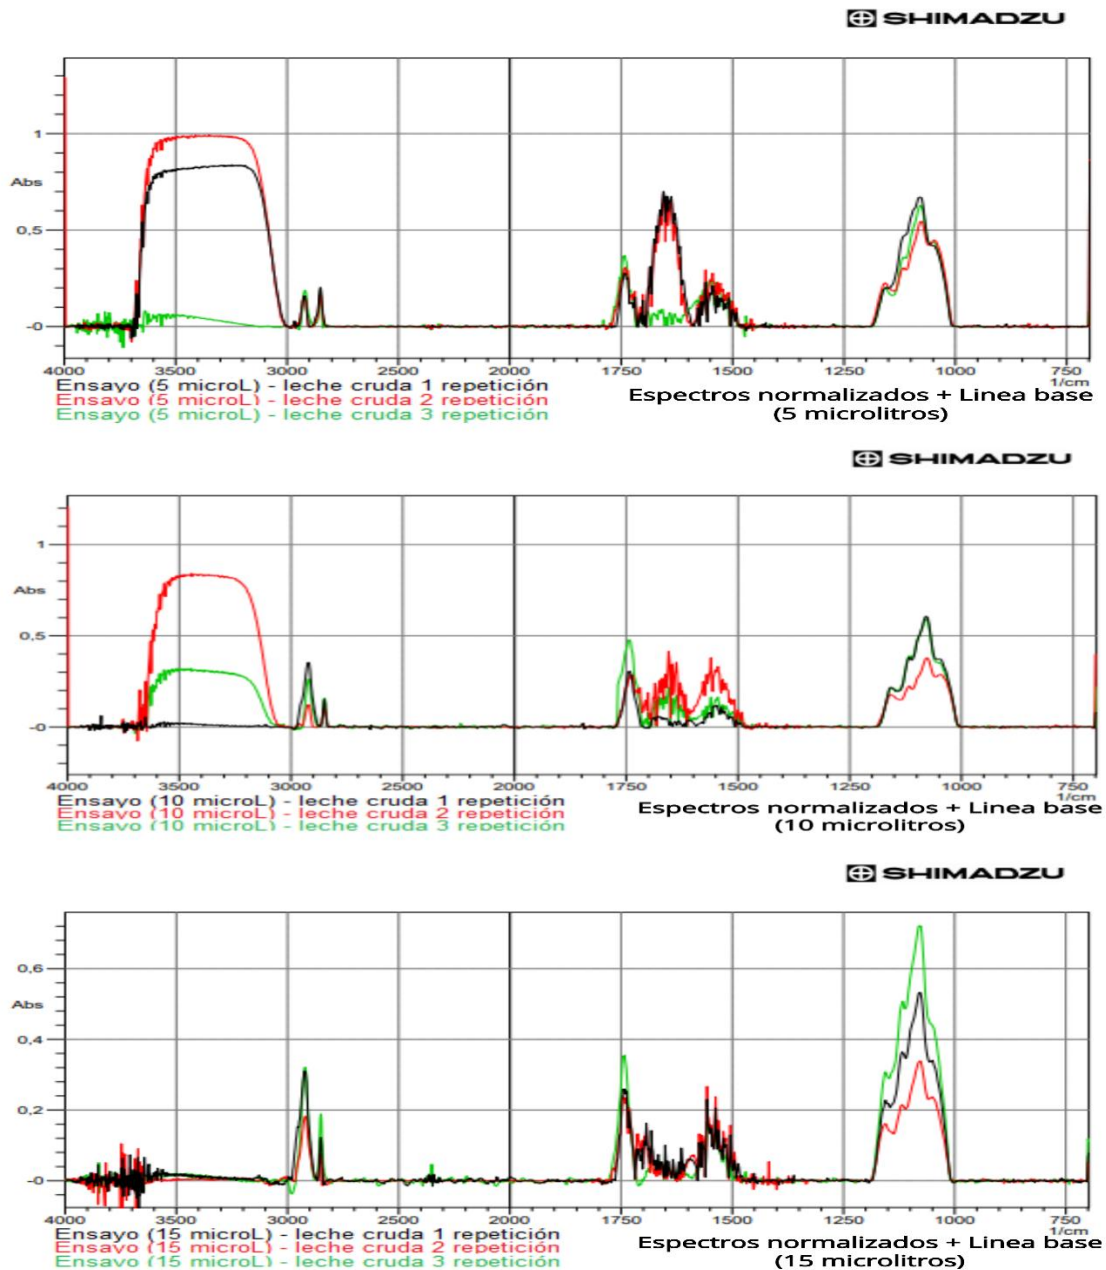 SHIMADZU
1
Abs
0,5
-0
4000 3500 3000 2500 2000 1750 1500 1250 1000 750
1/cm
Ensayo (5 microL) - leche cruda 1 repetición
Ensayo (5 microL) - leche cruda 2 repetición
Ensayo (5 microL) - leche cruda 3 repetición
Espectros normalizados + Linea base
(5 microlitros)
SHIMADZU
1
Abs
0,5
-0
4000 3500 3000 2500 2000 1750 1500 1250 1000 750
1/cm
Ensayo (10 microL) - leche cruda 1 repetición
Ensayo (10 microL) - leche cruda 2 repetición
Ensayo (10 microL) - leche cruda 3 repetición
Espectros normalizados + Linea base
(10 microlitros)
SHIMADZU
0,6
Abs
0,4
0,2
-0
4000 3500 3000 2500 2000 1750 1500 1250 1000 750
1/cm
Ensayo (15 microL) - leche cruda 1 repetición
Ensayo (15 microL) - leche cruda 2 repetición
Ensayo (15 microL) - leche cruda 3 repetición
Espectros normalizados + Linea base
(15 microlitros)